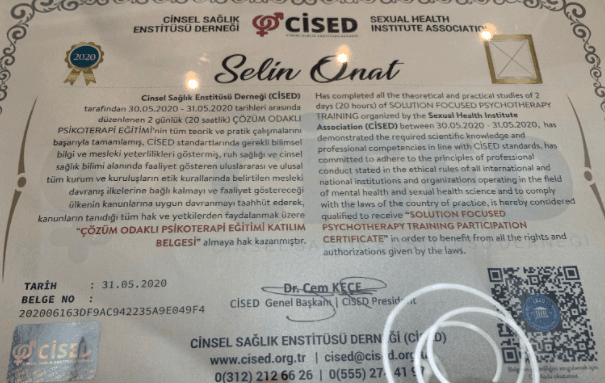 CİNSEL SAĞLIK
ENSTİTÜSÜ DERNEĞİ
CİSED
SEXUAL HEALTH
INSTITUTE ASSOCIATION
2020
Selin Onat
Cinsel Sağlık Enstitüsü Derneği (CİSED)
tarafından 30.05.2020 - 31.05.2020 tarihleri arasında
düzenlenen 2 günlük (20 saatlik) ÇÖZÜM ODAKLI
PSİKOTERAPİ EĞİTİMİ'nin tüm teorik ve pratik çalışmalarını
başarıyla tamamlamış, CİSED standartlarında gerekli bilimsel
bilgi ve mesleki yeterlilikleri göstermiş, ruh sağlığı ve cinsel
sağlık bilimi alanında faaliyet gösteren uluslararası ve ulusal
tüm kurum ve kuruluşların etik kurallarında belirtilen mesleki
davranış ilkelerine bağlı kalmayı ve faaliyet göstereceği
ülkenin kanunlarına uygun davranmayı taahhüt ederek,
kanunların tanıdığı tüm hak ve yetkilerden faydalanmak üzere
"ÇÖZÜM ODAKLI PSİKOTERAPİ EĞİTİMİ KATILIM
BELGESİ" almaya hak kazanmıştır.
Has completed all the theoretical and practical studies of 2
days (20 hours) of SOLUTION FOCUSED PSYCHOTHERAPY
TRAINING organized by the Sexual Health Institute
Association (CİSED) between 30.05.2020 - 31.05.2020, has
demonstrated the required scientific knowledge and
professional competencies in line with CİSED standards, has
committed to adhere to the principles of professional
conduct stated in the ethical rules of all international and
national institutions and organizations operating in the field
of mental health and sexual health science and to comply
with the laws of the country of practice, is hereby considered
qualified to receive "SOLUTION FOCUSED
PSYCHOTHERAPY TRAINING PARTICIPATION
CERTIFICATE" in order to benefit from all the rights and
authorizations given by the laws.
TARİH : 31.05.2020
BELGE NO :
202006163DF9AC942235A9E049F4
Dr. Cem KEÇE
CİSED Genel Başkanı | CİSED President
CİSED
CİNSEL SAĞLIK ENSTİTÜSÜ DERNEĞİ (CİSED)
www.cised.org.tr | cised@cised.org
0(312) 212 66 26 | 0(555) 274 41